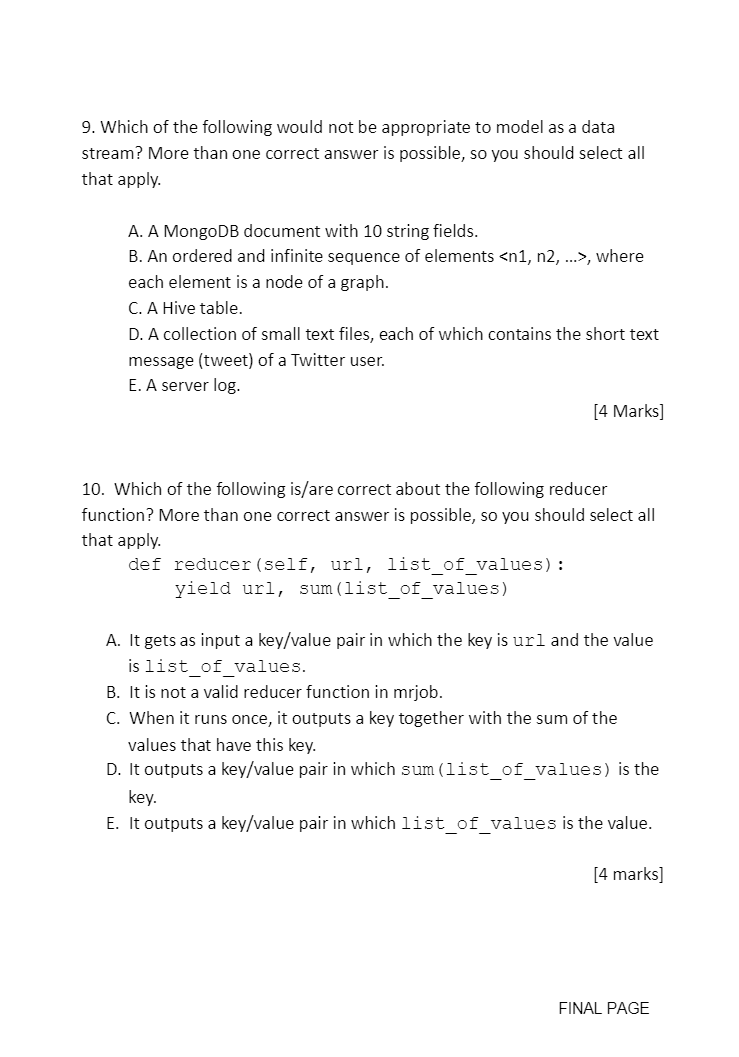 9. Which of the following would not be appropriate to model as a data
stream? More than one correct answer is possible, so you should select all
that apply.
A. A MongoDB document with 10 string fields.
B. An ordered and infinite sequence of elements <n1, n2, ...>, where
each element is a node of a graph.
C. A Hive table.
D. A collection of small text files, each of which contains the short text
message (tweet) of a Twitter user.
E. A server log.
[4 Marks]
10. Which of the following is/are correct about the following reducer
function? More than one correct answer is possible, so you should select all
that apply.
def reducer(self, url, list_of_values):
yield url, sum(list_of_values)
A. It gets as input a key/value pair in which the key is url and the value
is list_of_values.
B. It is not a valid reducer function in mrjob.
C. When it runs once, it outputs a key together with the sum of the
values that have this key.
D. It outputs a key/value pair in which sum(list_of_values) is the
key.
E. It outputs a key/value pair in which list_of_values is the value.
[4 marks]
FINAL PAGE